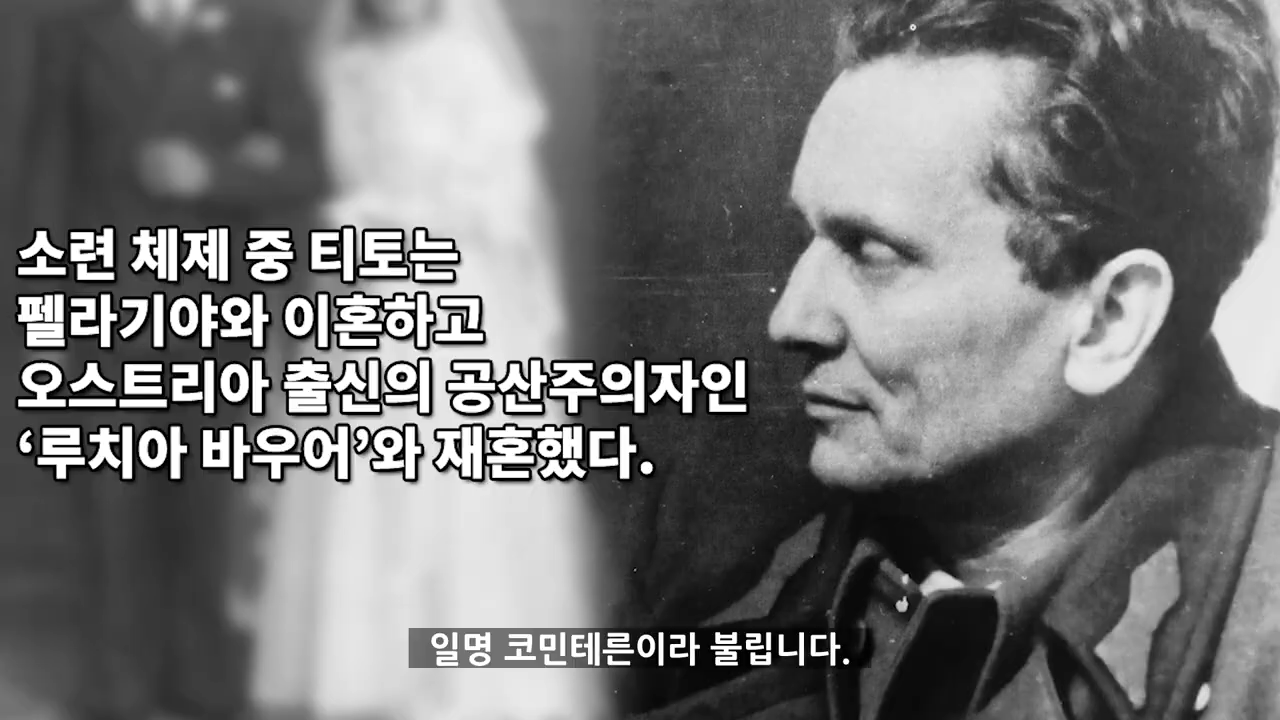 소련 체제 중 티토는
펠라기야와 이혼하고
오스트리아 출신의 공산주의자인
‘루치아 바우어’와 재혼했다.
일명 코민테른이라 불립니다.